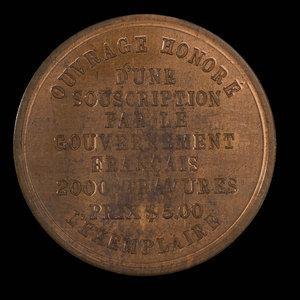 OUVRAGE HONORÉ
D'UNE
SOUSCRIPTION
PAR LE
GOUVERNEMENT
FRANÇAIS
2000 GRAVURES
PRIX $5.00
L'EXEMPLAIRE